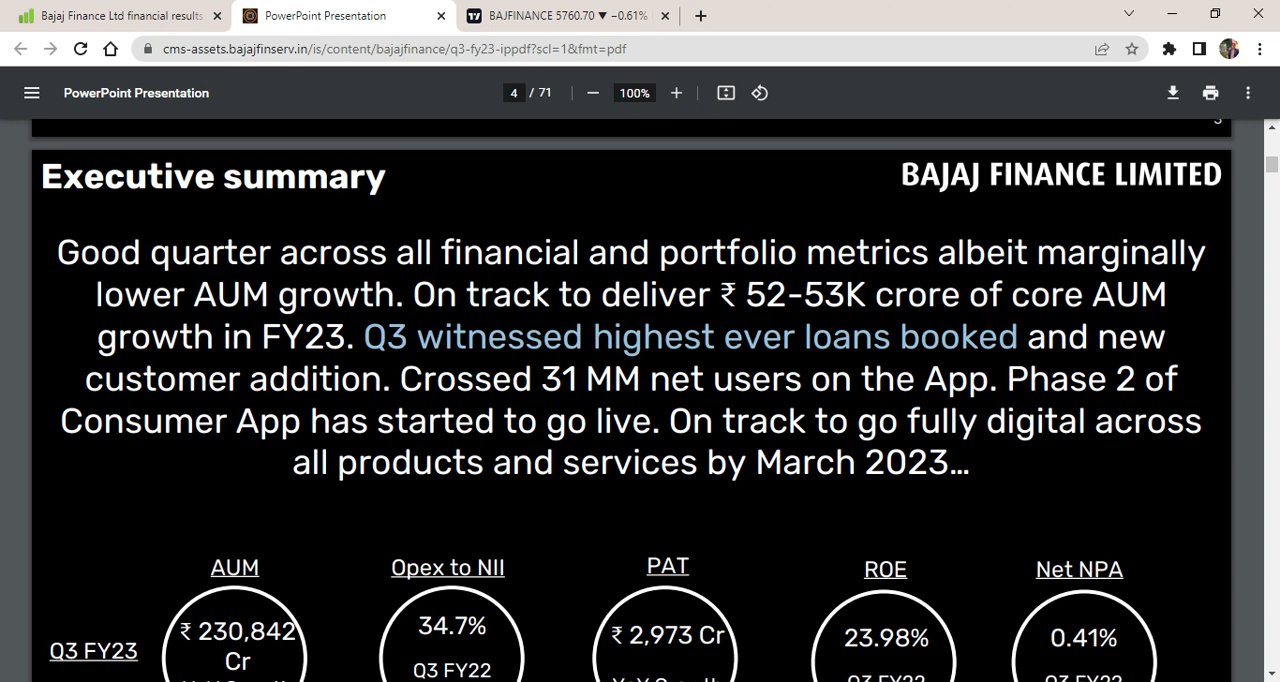 Bajaj Finance Ltd financial results
PowerPoint Presentation
BAJFINANCE 5760.70 ▼ −0.61%
cms-assets.bajajfinserv.in/is/content/bajajfinance/q3-fy23-ippdf?scl=1&fmt=pdf
PowerPoint Presentation
4 / 71
100%
Executive summary
BAJAJ FINANCE LIMITED
Good quarter across all financial and portfolio metrics albeit marginally
lower AUM growth. On track to deliver ₹ 52-53K crore of core AUM
growth in FY23. Q3 witnessed highest ever loans booked and new
customer addition. Crossed 31 MM net users on the App. Phase 2 of
Consumer App has started to go live. On track to go fully digital across
all products and services by March 2023…
AUM
Opex to NII
PAT
ROE
Net NPA
Q3 FY23
₹ 230,842
Cr
34.7%
Q3 FY22
₹ 2,973 Cr
23.98%
0.41%